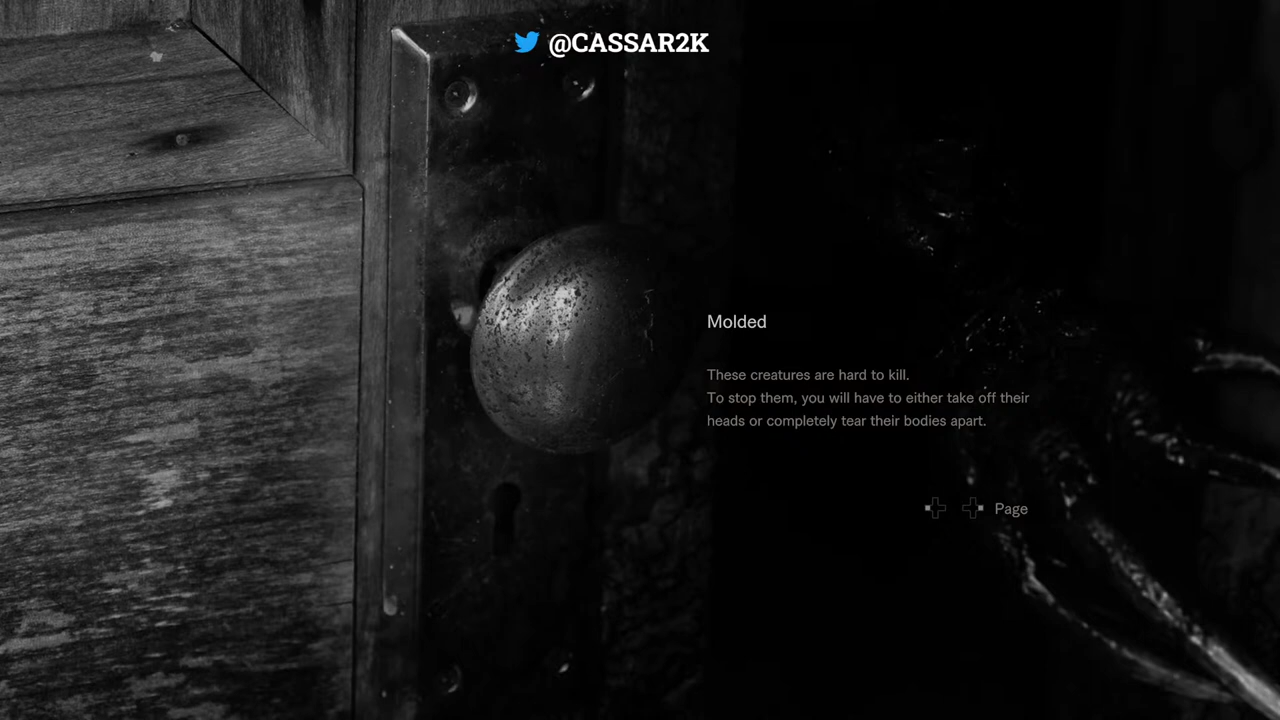 @CASSAR2K
Molded
These creatures are hard to kill.
To stop them, you will have to either take off their
heads or completely tear their bodies apart.
Page